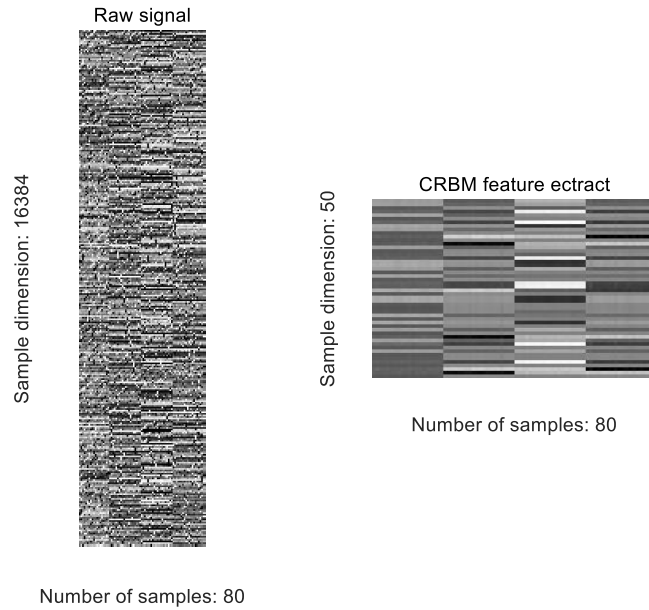 Raw signal
Sample dimension: 16384
Number of samples: 80
CRBM feature ectract
Sample dimension: 50
Number of samples: 80